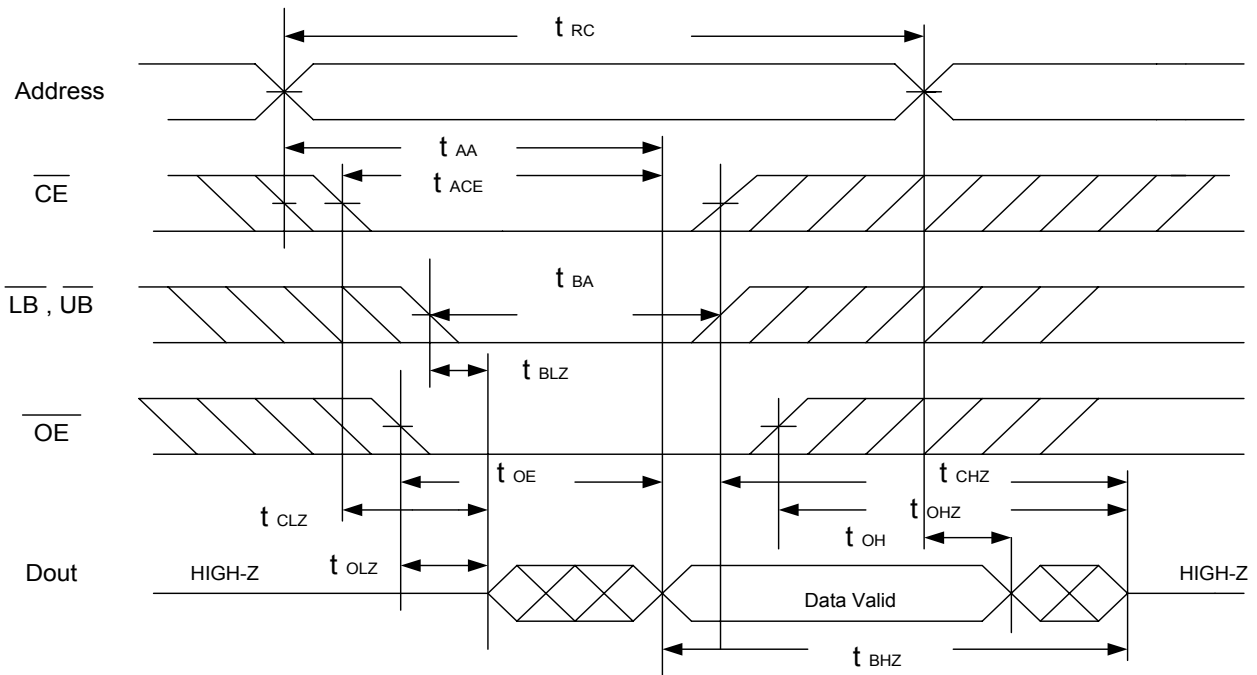 t RC
Address
t AA
CE
t ACE
LB , UB
t BA
t BLZ
OE
t OE
t CHZ
t CLZ
t OHZ
t OH
t OLZ
Dout
HIGH-Z
HIGH-Z
Data Valid
t BHZ